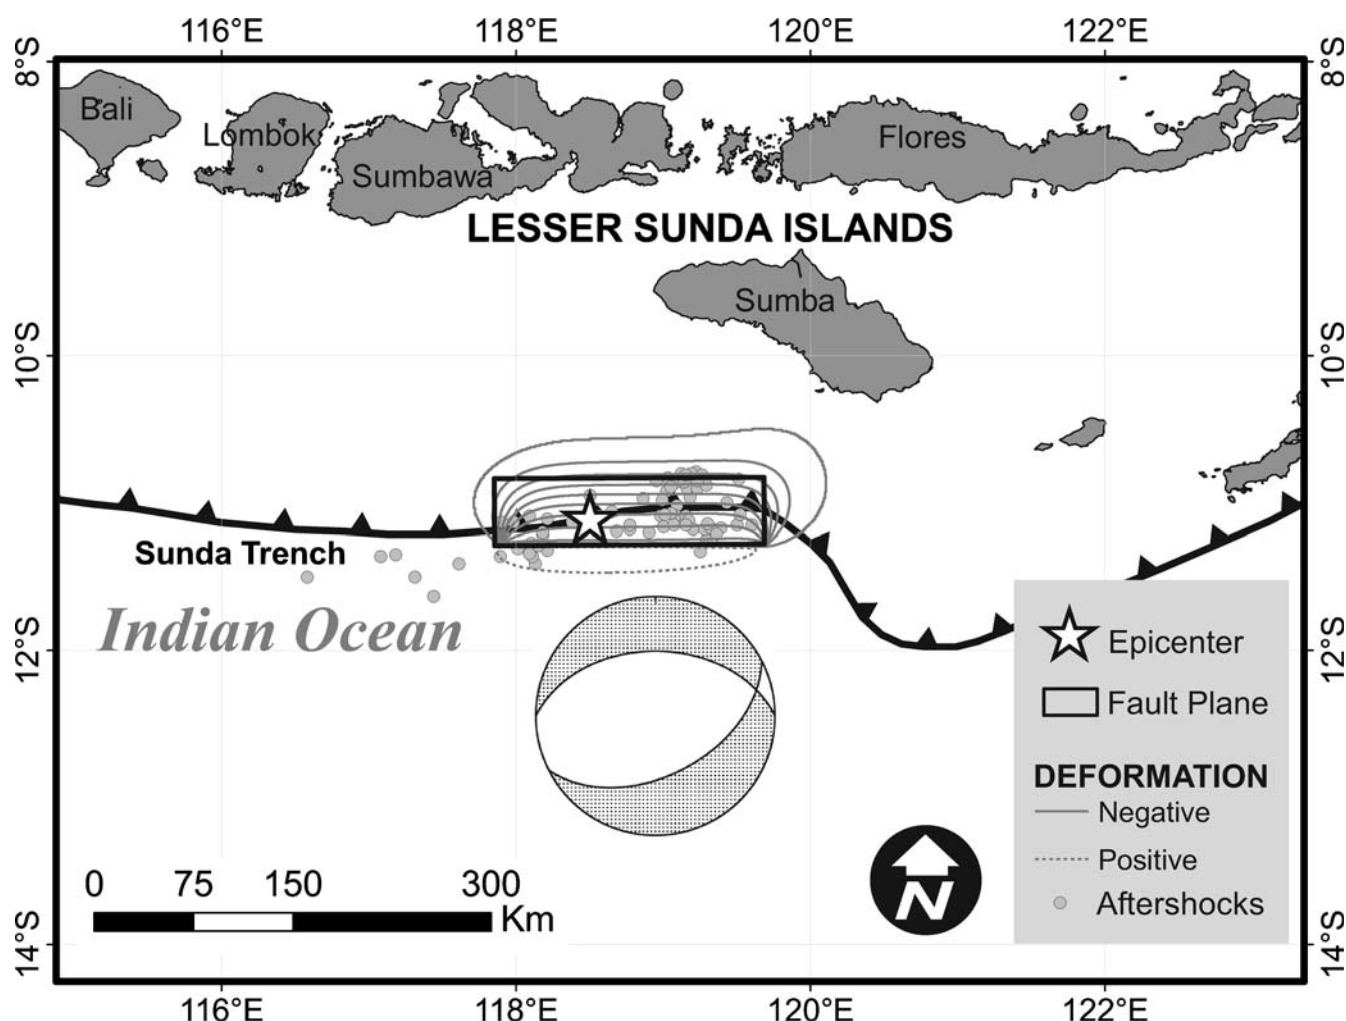 116°E 118°E 120°E 122°E
8°S 8°S
Bali
Lombok
Flores
Sumbawa
LESSER SUNDA ISLANDS
Sumba
10°S 10°S
Sunda Trench
Indian Ocean
12°S 12°S
Epicenter
Fault Plane
DEFORMATION
Negative
Positive
Aftershocks
0 75 150 300
Km
N
14°S 14°S
116°E 118°E 120°E 122°E